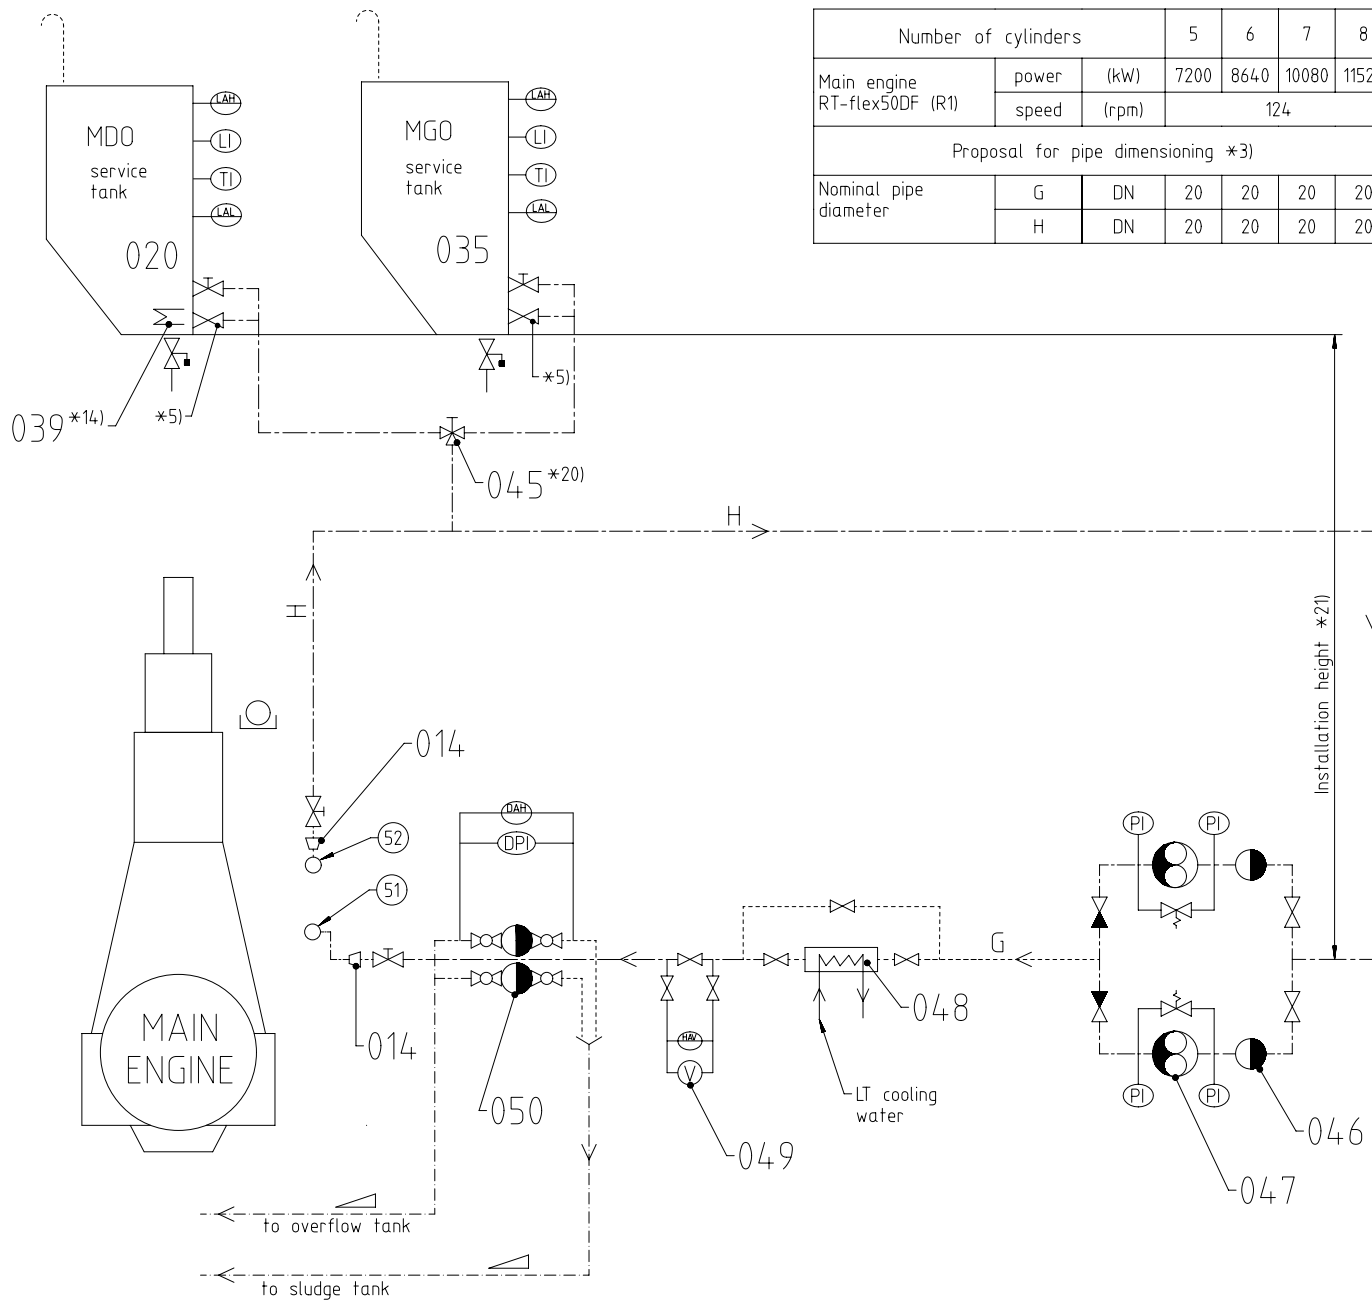 Number of cylinders 5 6 7 8
Main engine RT-flex50DF (R1) power (kW) 7200 8640 10080 1152
speed (rpm) 124
Proposal for pipe dimensioning *3)
Nominal pipe diameter G DN 20 20 20 20
H DN 20 20 20 20
MDO
service
tank
020
LAH
LI
TI
LAL
MGO
service
tank
035
LAH
LI
TI
LAL
039*14)
*5)
*5)
045*20)
H
H
Installation height *21)
014
52
51
DAH
DPI
PI
PI
G
048
MAIN
ENGINE
014
050
HAV
V
LT cooling
water
049
PI
PI
046
047
to overflow tank
to sludge tank